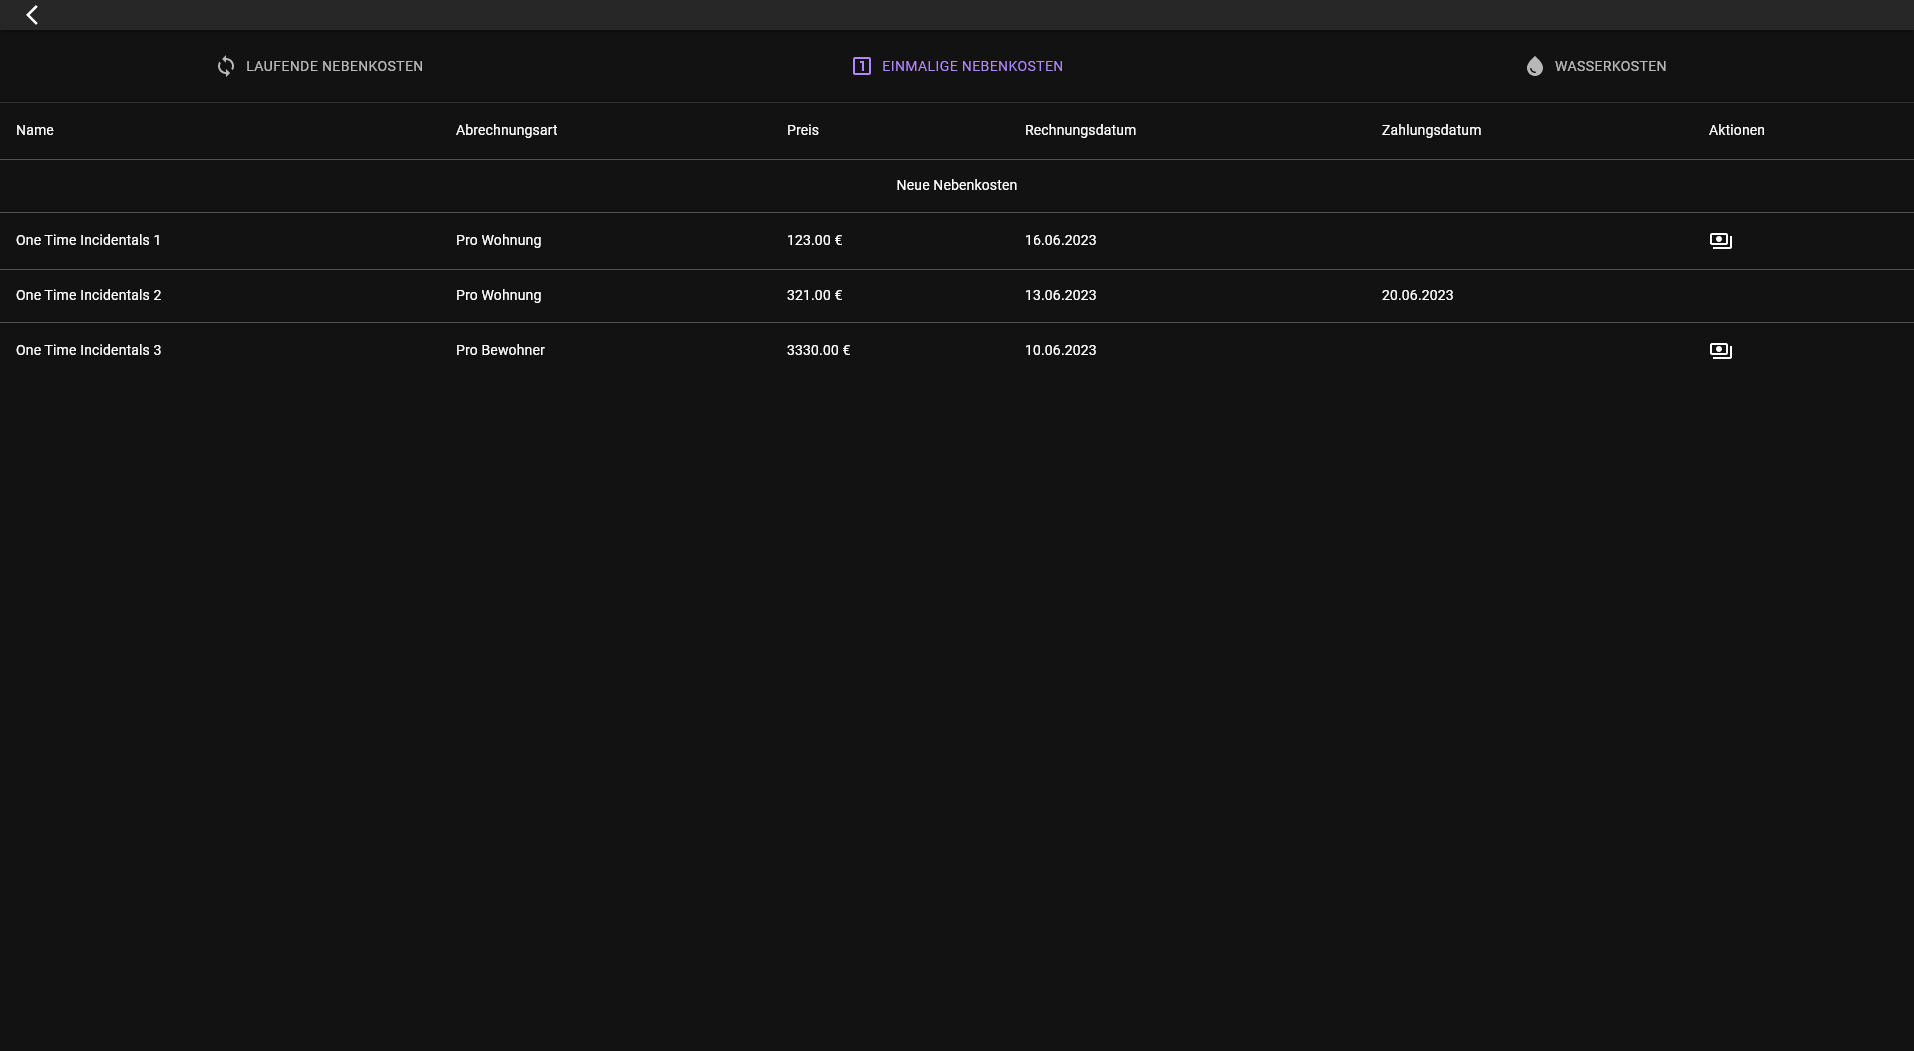 LAUFENDE NEBENKOSTEN EINMALIGE NEBENKOSTEN WASSERKOSTEN
Name Abrechnungsart Preis Rechnungsdatum Zahlungsdatum Aktionen
Neue Nebenkosten
One Time Incidentals 1 Pro Wohnung 123.00 € 16.06.2023
One Time Incidentals 2 Pro Wohnung 321.00 € 13.06.2023 20.06.2023
One Time Incidentals 3 Pro Bewohner 3330.00 € 10.06.2023